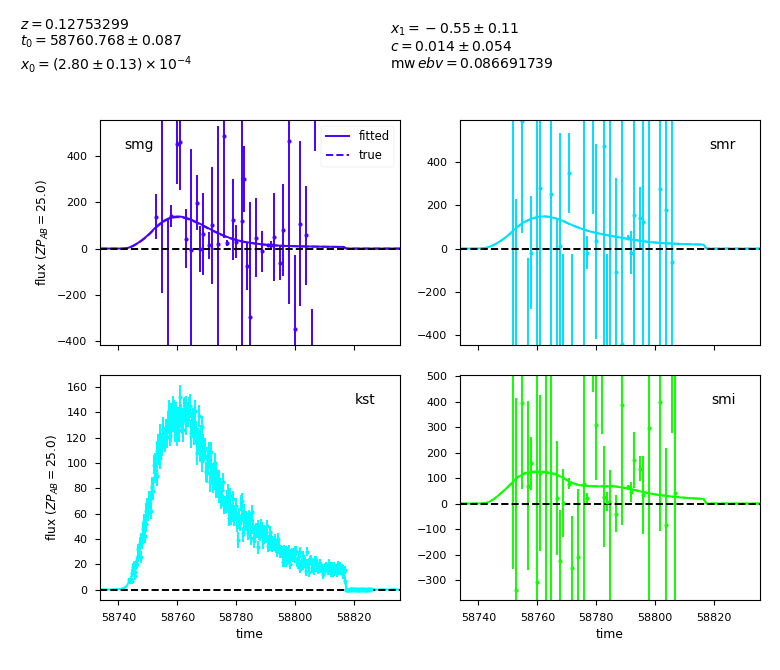 z = 0.12753299
t₀ = 58760.768 ± 0.087
x₀ = (2.80 ± 0.13) × 10⁻⁴
x₁ = −0.55 ± 0.11
c = 0.014 ± 0.054
mw ebv = 0.086691739
smg
fitted
true
400
200
0
−200
−400
flux (ZP_AB = 25.0)
smr
400
200
0
−200
−400
kst
160
140
120
100
80
60
40
20
0
flux (ZP_AB = 25.0)
58740 58760 58780 58800 58820
time
smi
500
400
300
200
100
0
−100
−200
−300
58740 58760 58780 58800 58820
time